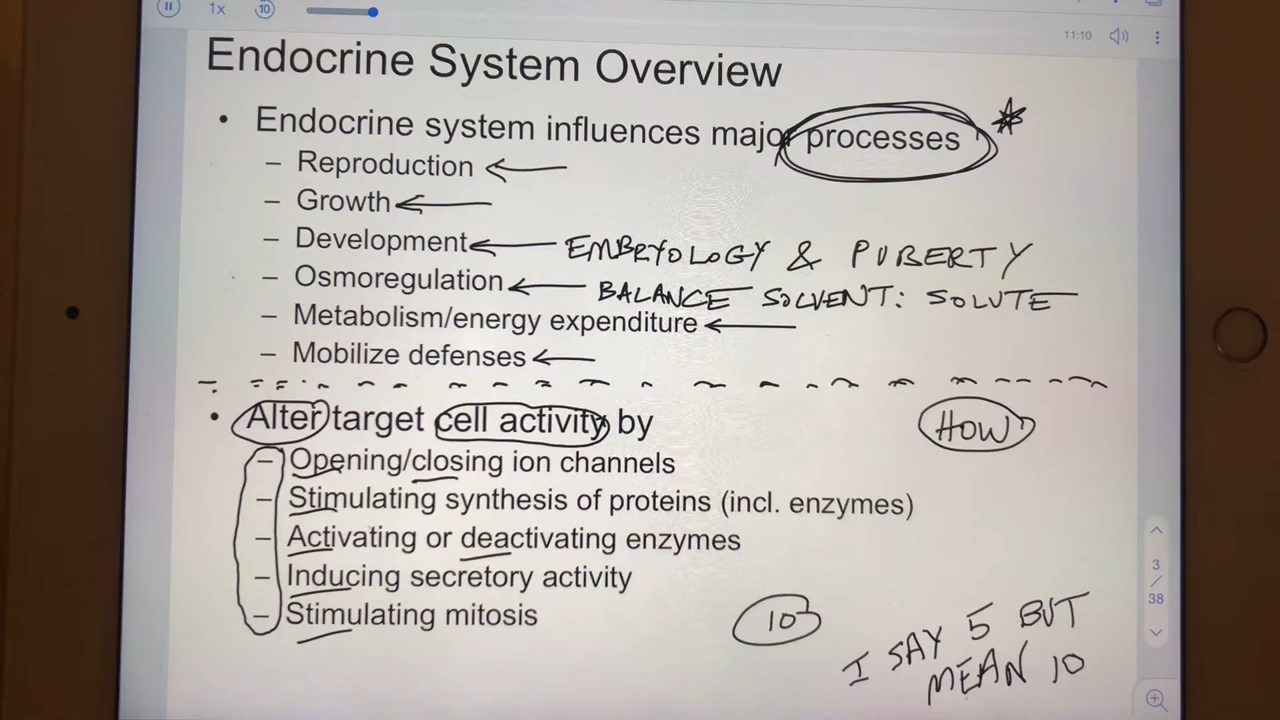 1x 10
11:10
Endocrine System Overview
• Endocrine system influences major processes
– Reproduction
– Growth
– Development EMBRYOLOGY & PUBERTY
– Osmoregulation BALANCE SOLVENT: SOLUTE
– Metabolism/energy expenditure
– Mobilize defenses
• Alter target cell activity by HOW?
– Opening/closing ion channels
– Stimulating synthesis of proteins (incl. enzymes)
– Activating or deactivating enzymes
– Inducing secretory activity
– Stimulating mitosis
10
I SAY 5 BUT
MEAN 10
3
/
38